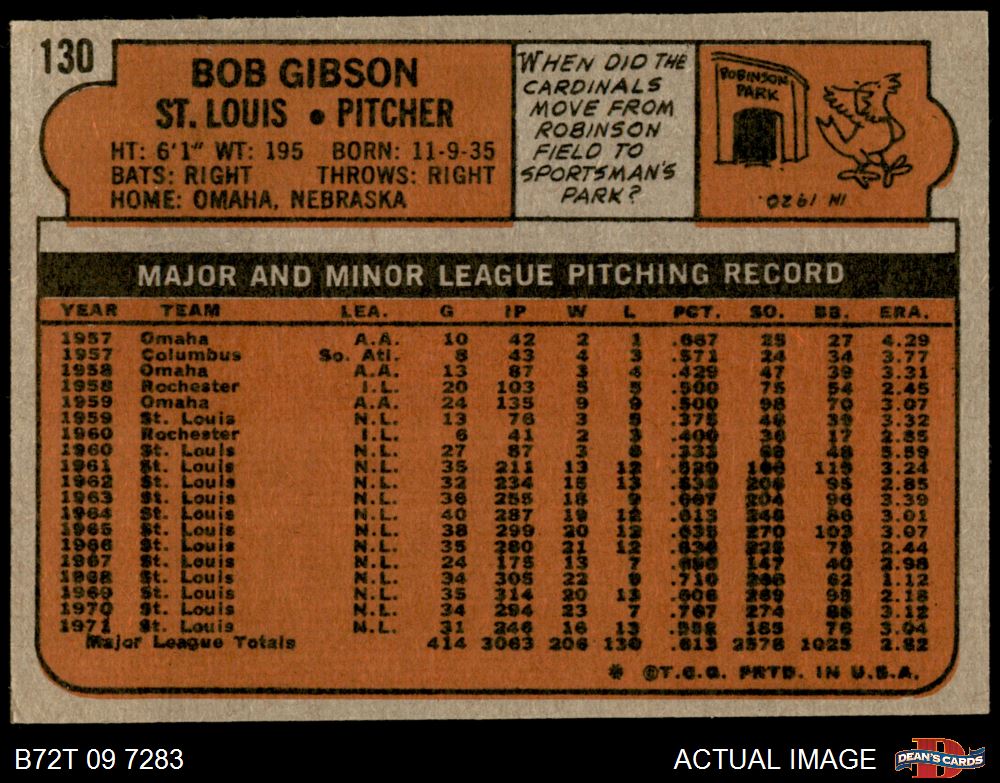 130
BOB GIBSON
ST. LOUIS • PITCHER
HT: 6'1" WT: 195 BORN: 11-9-35
BATS: RIGHT THROWS: RIGHT
HOME: OMAHA, NEBRASKA
WHEN DID THE
CARDINALS
MOVE FROM
ROBINSON
FIELD TO
SPORTSMAN'S
PARK?
ROBINSON
PARK
IN 1920.
MAJOR AND MINOR LEAGUE PITCHING RECORD
YEAR TEAM LEA. G IP W L PCT. SO. BB. ERA.
1957 Omaha A.A. 10 42 2 1 .667 25 27 4.29
1957 Columbus So. Atl. 8 43 4 3 .571 24 34 3.77
1958 Omaha A.A. 13 87 3 4 .429 47 39 3.31
1958 Rochester I.L. 20 103 5 5 .500 75 54 2.45
1959 Omaha A.A. 24 135 9 9 .500 98 70 3.07
1959 St. Louis N.L. 13 76 3 5 .375 48 39 3.32
1960 Rochester I.L. 6 41 2 3 .400 36 17 2.85
1960 St. Louis N.L. 27 87 3 6 .333 69 48 5.59
1961 St. Louis N.L. 35 211 13 12 .520 166 119 3.24
1962 St. Louis N.L. 32 234 15 13 .536 208 95 2.85
1963 St. Louis N.L. 36 255 18 9 .667 204 96 3.39
1964 St. Louis N.L. 40 287 19 12 .613 245 86 3.01
1965 St. Louis N.L. 38 299 20 12 .625 270 103 3.07
1966 St. Louis N.L. 35 280 21 12 .636 225 78 2.44
1967 St. Louis N.L. 24 175 13 7 .650 147 40 2.98
1968 St. Louis N.L. 34 305 22 9 .710 268 62 1.12
1969 St. Louis N.L. 35 314 20 13 .606 269 95 2.18
1970 St. Louis N.L. 34 294 23 7 .767 274 88 3.12
1971 St. Louis N.L. 31 246 16 13 .552 185 76 3.04
Major League Totals 414 3063 206 130 .613 2578 1025 2.82
* ©T.C.G. PRTD. IN U.S.A.
B72T 09 7283
ACTUAL IMAGE
D
DEAN'S CARDS